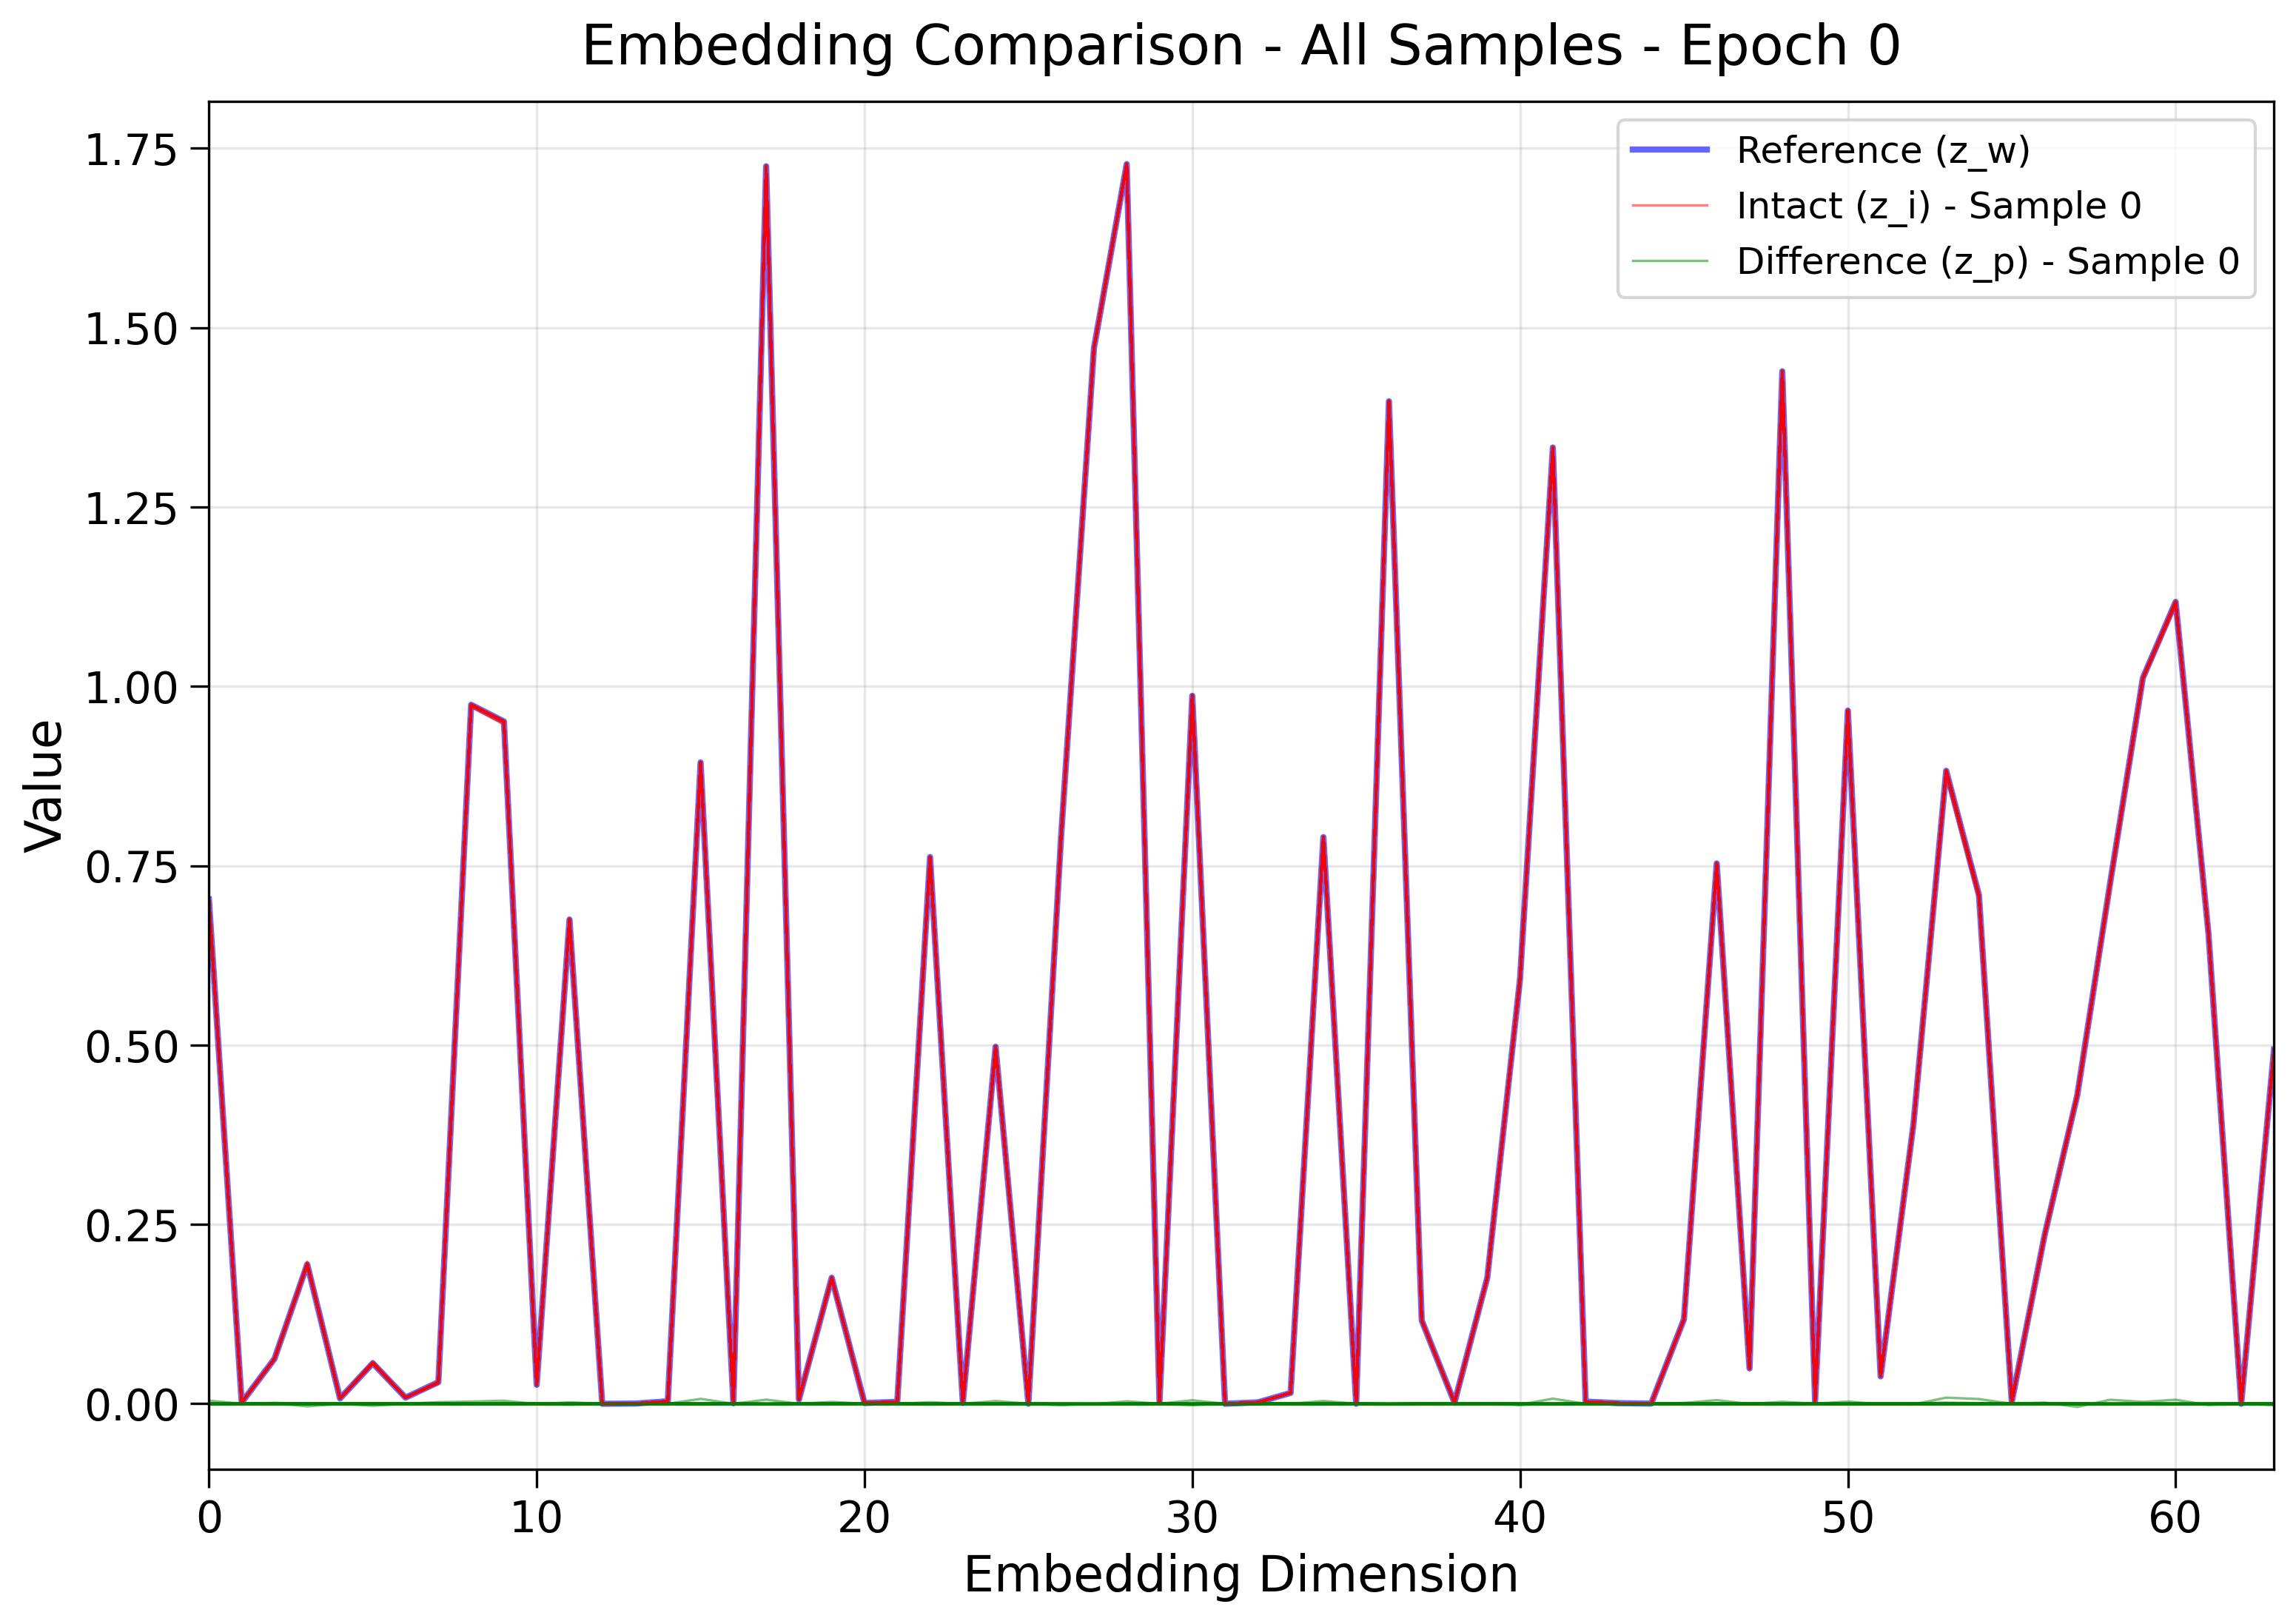 Embedding Comparison - All Samples - Epoch 0
Reference (z_w)
Intact (z_i) - Sample 0
Difference (z_p) - Sample 0
Value
1.75
1.50
1.25
1.00
0.75
0.50
0.25
0.00
0 10 20 30 40 50 60
Embedding Dimension